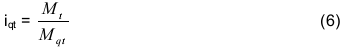 i_qt = M_t / M_qt (6)